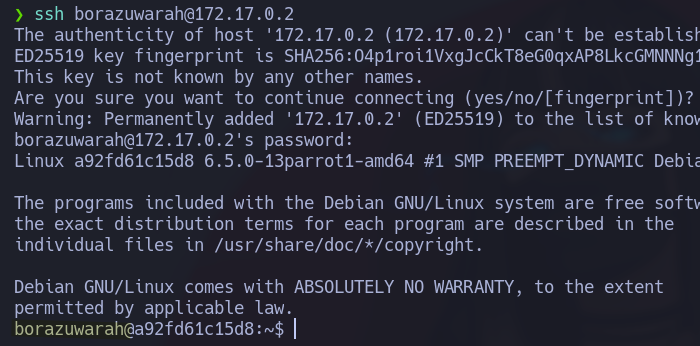 ❯ ssh borazuwarah@172.17.0.2
The authenticity of host '172.17.0.2 (172.17.0.2)' can't be establish
ED25519 key fingerprint is SHA256:O4p1roi1VxgJcCkT8eG0qxAP8LkcGMNNNg1
This key is not known by any other names.
Are you sure you want to continue connecting (yes/no/[fingerprint])?
Warning: Permanently added '172.17.0.2' (ED25519) to the list of know
borazuwarah@172.17.0.2's password:
Linux a92fd61c15d8 6.5.0-13parrot1-amd64 #1 SMP PREEMPT_DYNAMIC Debia
The programs included with the Debian GNU/Linux system are free softw
the exact distribution terms for each program are described in the
individual files in /usr/share/doc/*/copyright.
Debian GNU/Linux comes with ABSOLUTELY NO WARRANTY, to the extent
permitted by applicable law.
borazuwarah@a92fd61c15d8:~$